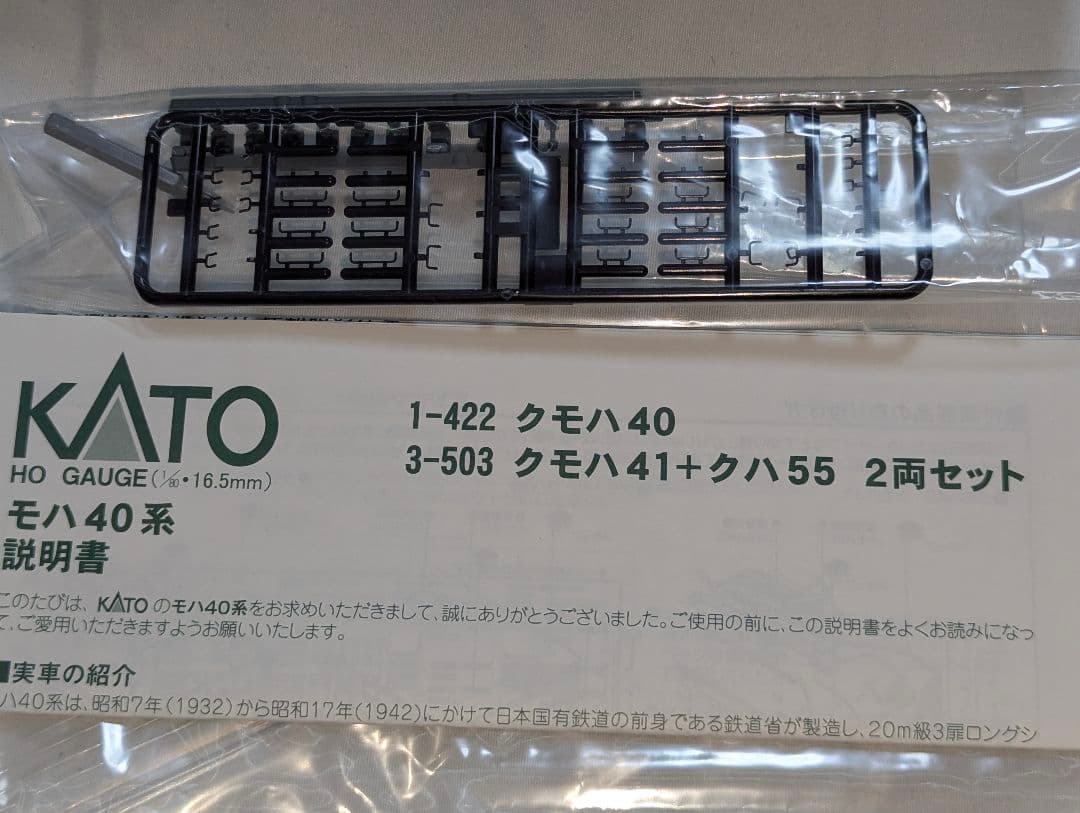 KATO
HO GAUGE(1/80・16.5mm)
モハ40系
説明書
1-422 クモハ40
3-503 クモハ41+クハ55 2両セット
このたびは、KATOのモハ40系をお求めいただきまして、誠にありがとうございました。ご使用の前に、この説明書をよくお読みになっ
て、ご愛用いただきますようお願いいたします。
■実車の紹介
ハ40系は、昭和7年(1932)から昭和17年(1942)にかけて日本国有鉄道の前身である鉄道省が製造し、20m級3扉ロングシ